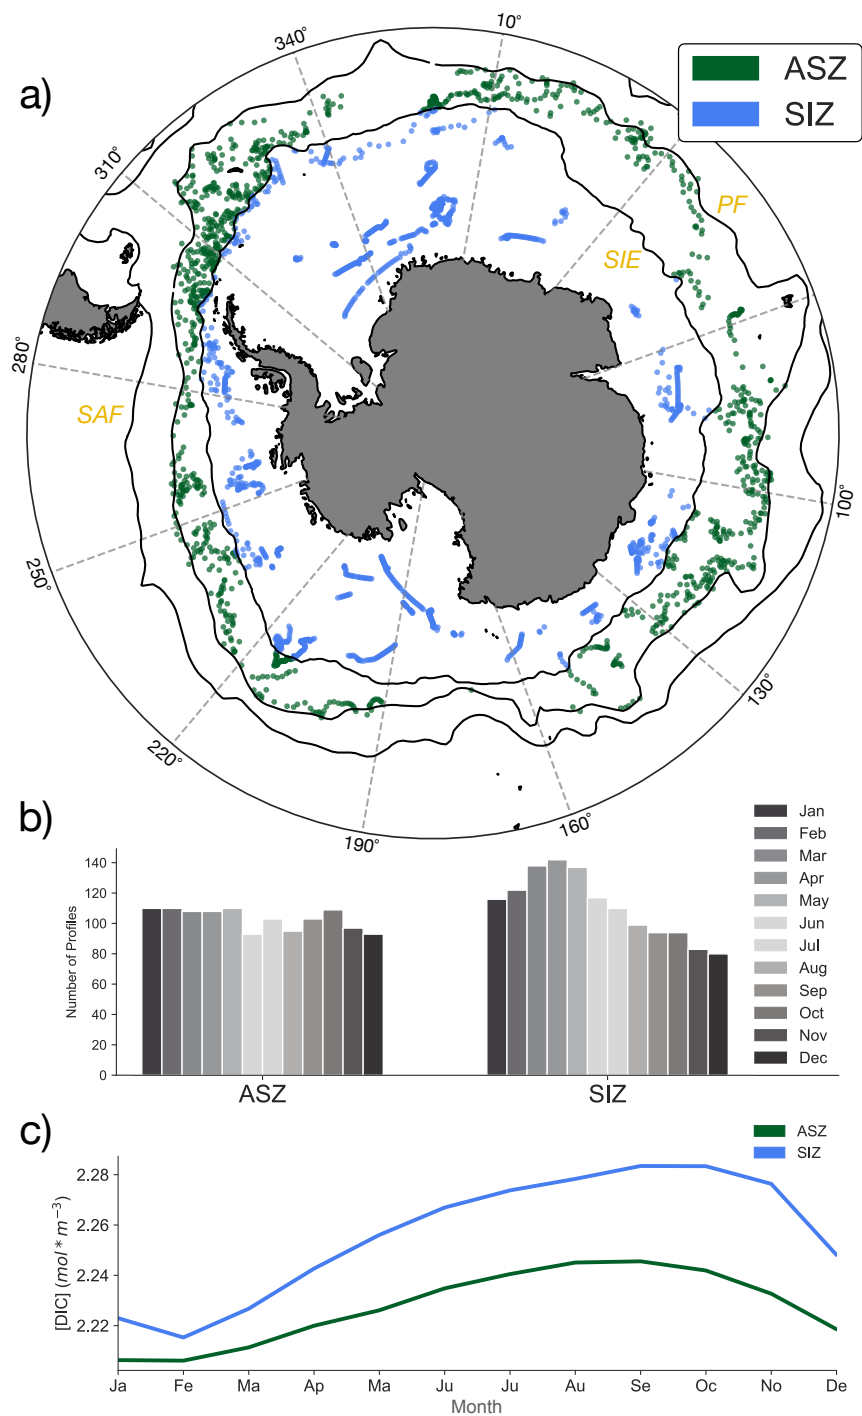 a)
10°
340°
310°
280°
250°
220°
190°
160°
130°
100°
ASZ
SIZ
PF
SIE
SAF
b)
Number of Profiles
140
120
100
80
60
40
20
0
ASZ
SIZ
Jan
Feb
Mar
Apr
May
Jun
Jul
Aug
Sep
Oct
Nov
Dec
c)
ASZ
SIZ
[DIC] (mol * m⁻³)
2.28
2.26
2.24
2.22
Ja Fe Ma Ap Ma Ju Ju Au Se Oc No De
Month